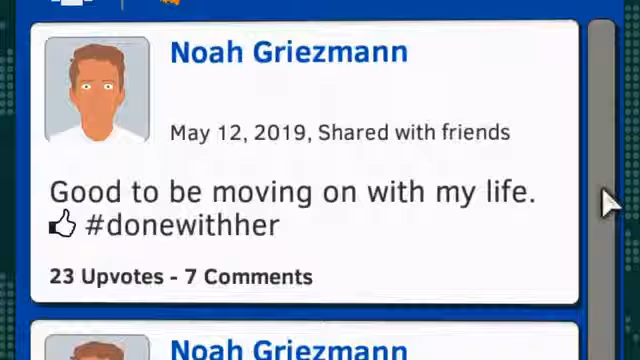 Noah Griezmann
May 12, 2019, Shared with friends
Good to be moving on with my life.
#donewithher
23 Upvotes - 7 Comments
Noah Griezmann